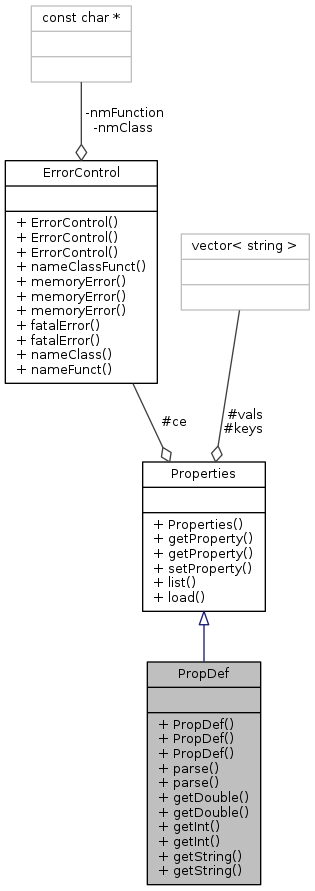 const char *
-nmFunction
-nmClass
ErrorControl
+ ErrorControl()
+ ErrorControl()
+ ErrorControl()
+ nameClassFunct()
+ memoryError()
+ memoryError()
+ memoryError()
+ fatalError()
+ fatalError()
+ nameClass()
+ nameFunct()
vector< string >
#ce
#vals
#keys
Properties
+ Properties()
+ getProperty()
+ getProperty()
+ setProperty()
+ list()
+ load()
PropDef
+ PropDef()
+ PropDef()
+ PropDef()
+ parse()
+ parse()
+ getDouble()
+ getDouble()
+ getInt()
+ getInt()
+ getString()
+ getString()